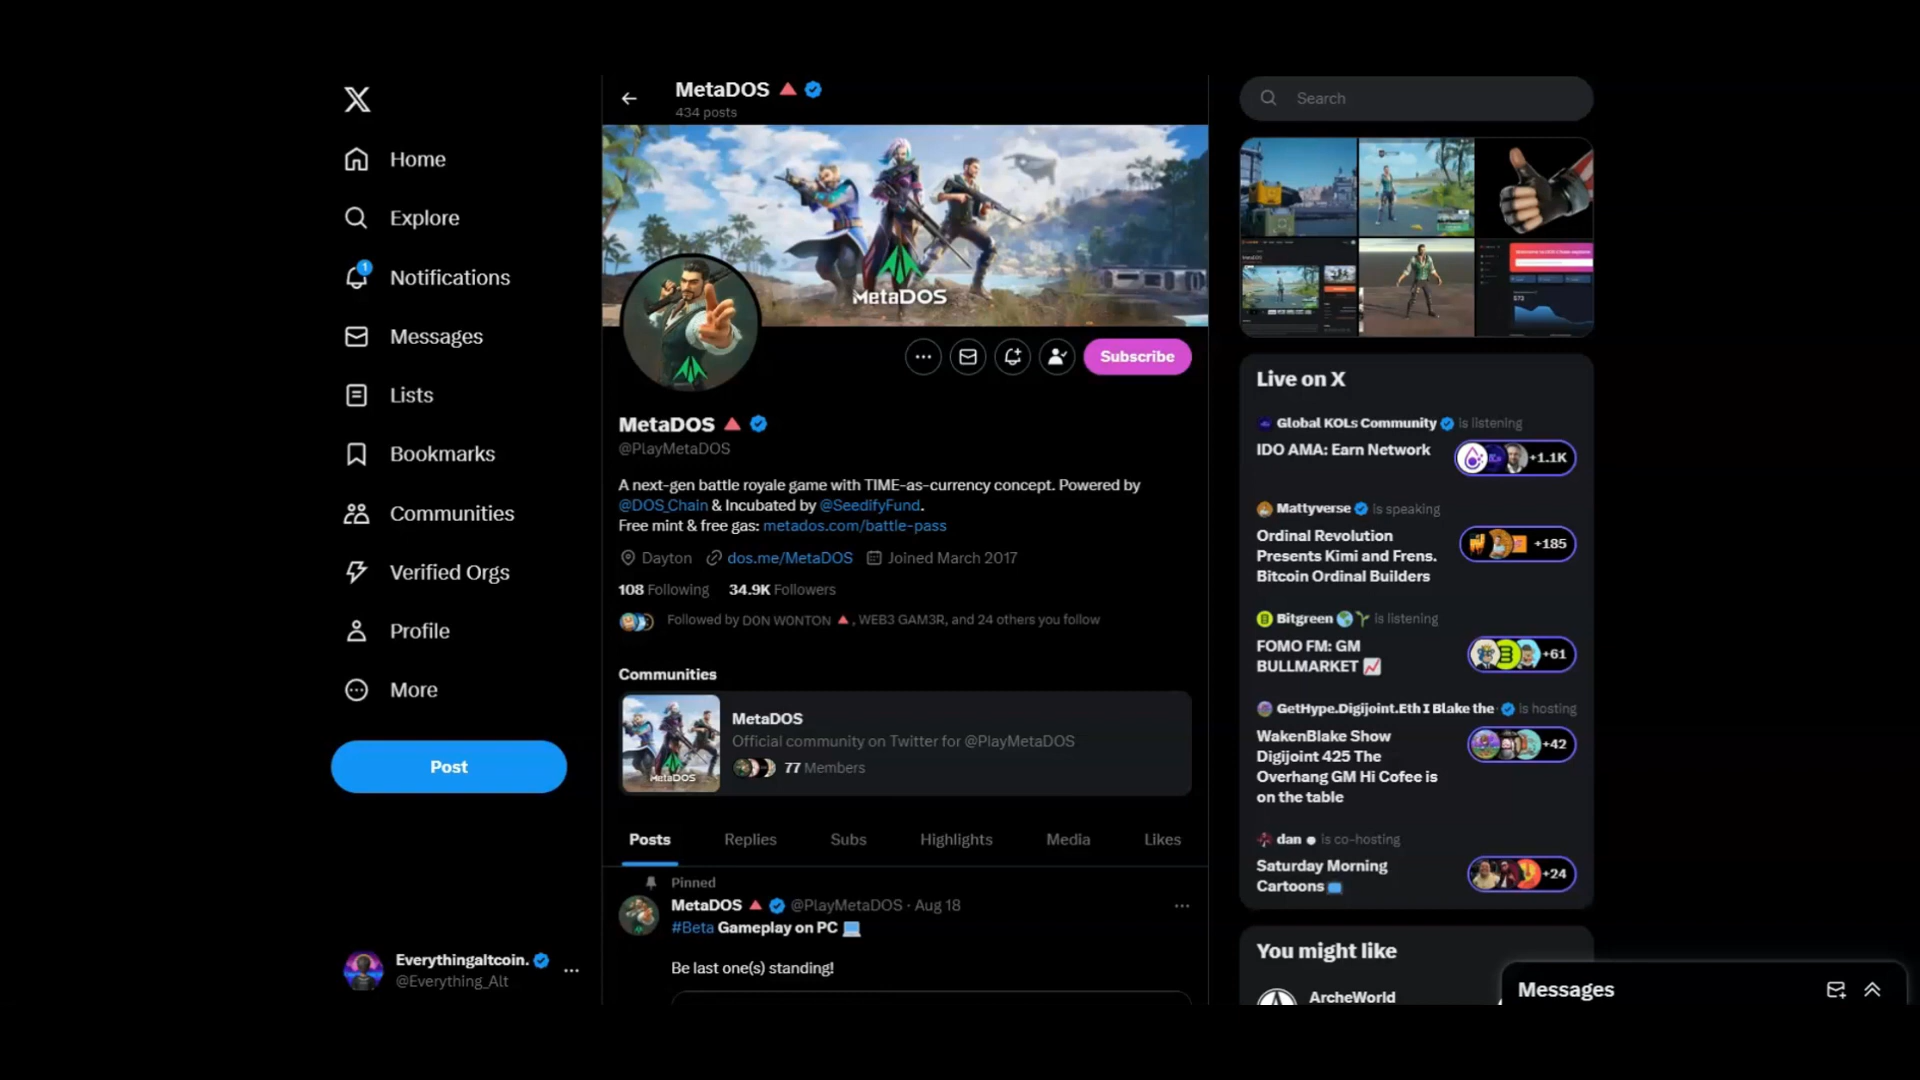 Home
Explore
1
Notifications
Messages
Lists
Bookmarks
Communities
Verified Orgs
Profile
More
Post
Everythingaltcoin.
@Everything_Alt
MetaDOS
434 posts
MetaDOS
Subscribe
MetaDOS
@PlayMetaDOS
A next-gen battle royale game with TIME-as-currency concept. Powered by
@DOS_Chain & Incubated by @SeedifyFund.
Free mint & free gas: metados.com/battle-pass
Dayton dos.me/MetaDOS Joined March 2017
108 Following 34.9K Followers
Followed by DON WONTON 🔺, WEB3 GAM3R, and 24 others you follow
Communities
MetaDOS
MetaDOS
Official community on Twitter for @PlayMetaDOS
77 Members
Posts Replies Subs Highlights Media Likes
Pinned
MetaDOS 🔺 @PlayMetaDOS · Aug 18
#Beta Gameplay on PC 💻
Be last one(s) standing!
Search
Live on X
Global KOLs Community is listening
IDO AMA: Earn Network
+1.1K
Mattyverse is speaking
Ordinal Revolution
Presents Kimi and Frens.
Bitcoin Ordinal Builders
+185
Bitgreen 🌎🌱 is listening
FOMO FM: GM
BULLMARKET 📈
+61
GetHype.Digijoint.Eth I Blake the is hosting
WakenBlake Show
Digijoint 425 The
Overhang GM Hi Cofee is
on the table
+42
dan is co-hosting
Saturday Morning
Cartoons
+24
You might like
ArcheWorld
Messages